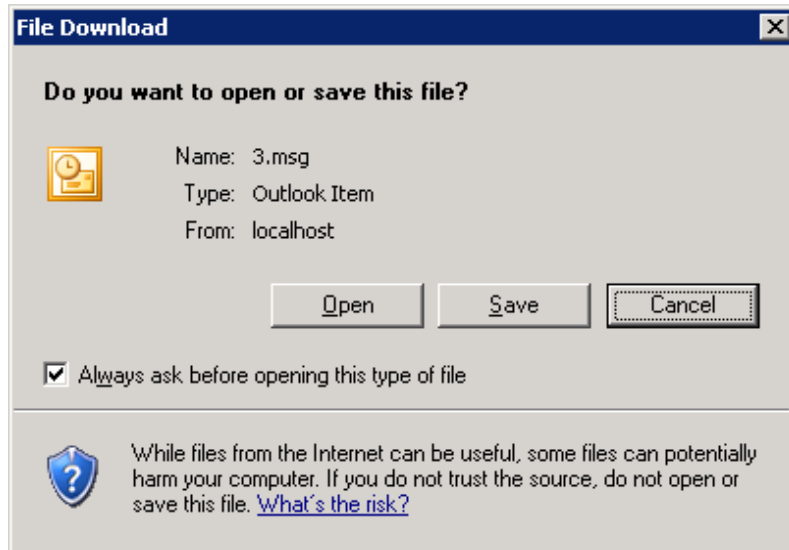 File Download
Do you want to open or save this file?
Name: 3.msg
Type: Outlook Item
From: localhost
Open Save Cancel
Always ask before opening this type of file
While files from the Internet can be useful, some files can potentially
harm your computer. If you do not trust the source, do not open or
save this file. What's the risk?